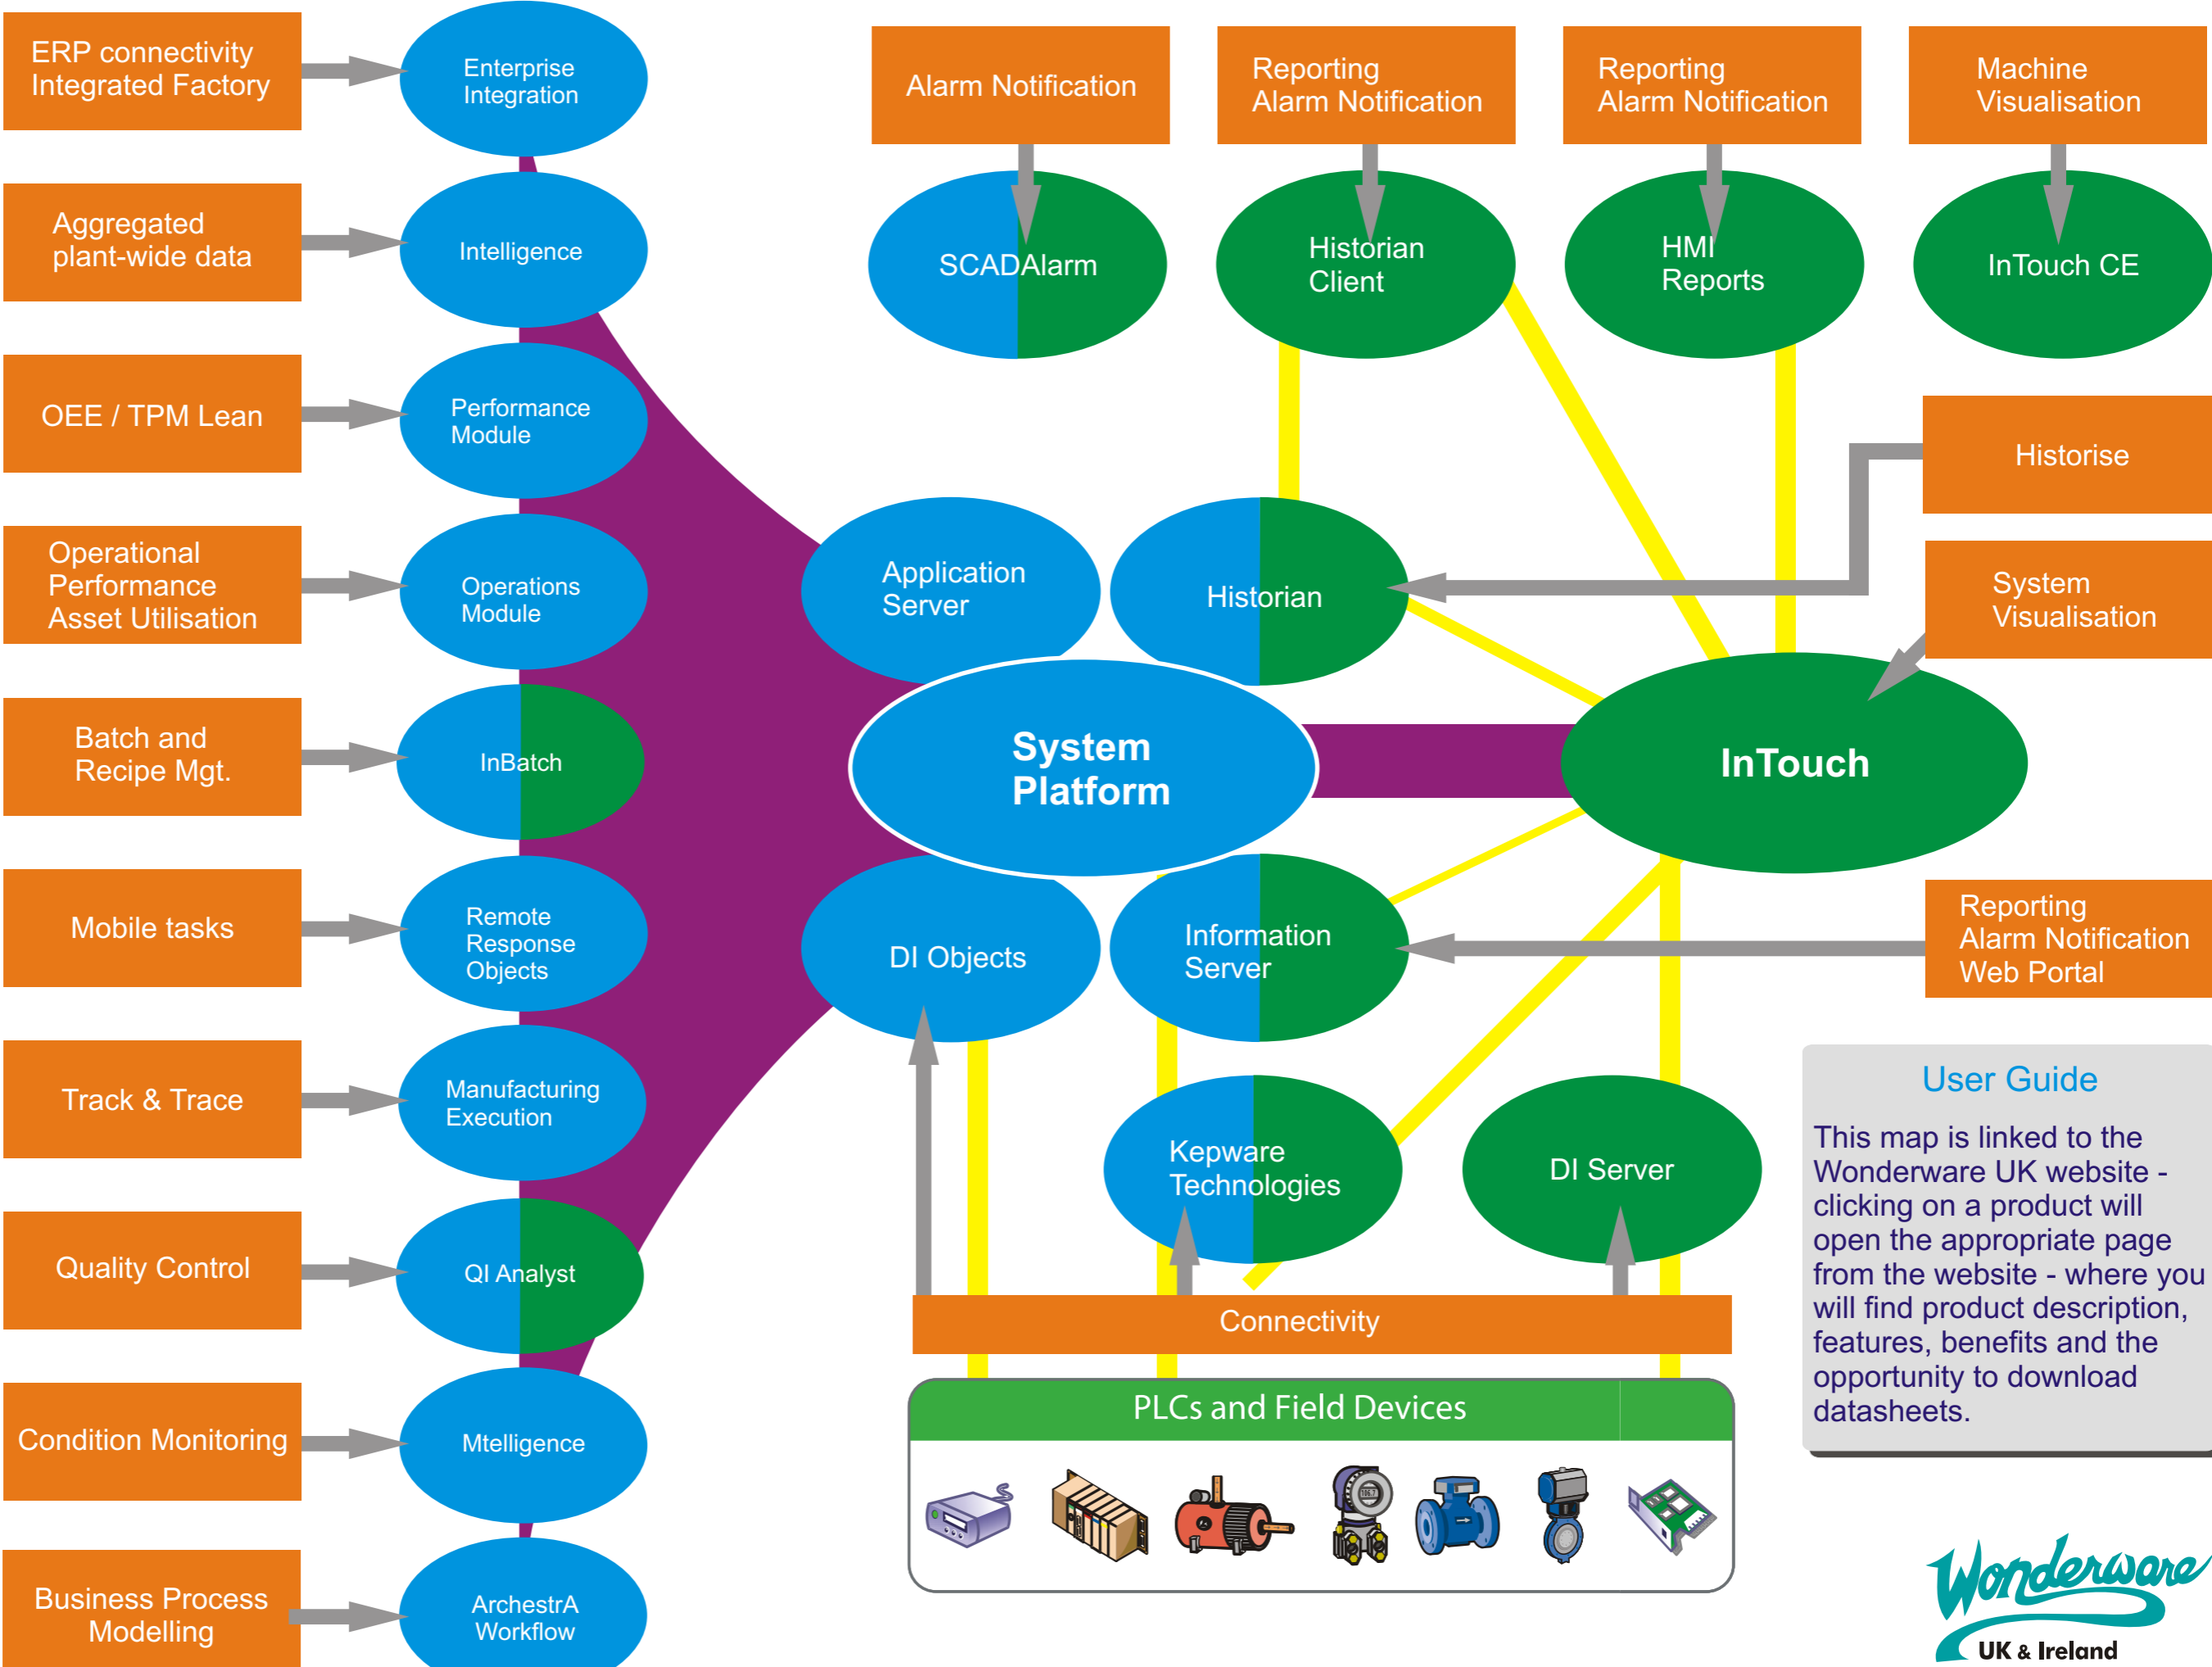 ERP connectivity
Integrated Factory
Enterprise
Integration
Aggregated
plant-wide data
Intelligence
OEE / TPM Lean
Performance
Module
Operational
Performance
Asset Utilisation
Operations
Module
Batch and
Recipe Mgt.
InBatch
Mobile tasks
Remote
Response
Objects
Track & Trace
Manufacturing
Execution
Quality Control
QI Analyst
Condition Monitoring
Mtelligence
Business Process
Modelling
ArchestrA
Workflow
Alarm Notification
SCADAlarm
Reporting
Alarm Notification
Historian
Client
Reporting
Alarm Notification
HMI
Reports
Machine
Visualisation
InTouch CE
Historise
System
Visualisation
Application
Server
Historian
System
Platform
InTouch
DI Objects
Information
Server
Reporting
Alarm Notification
Web Portal
Kepware
Technologies
DI Server
Connectivity
PLCs and Field Devices
106.7
User Guide
This map is linked to the
Wonderware UK website -
clicking on a product will
open the appropriate page
from the website - where you
will find product description,
features, benefits and the
opportunity to download
datasheets.
Wonderware
UK & Ireland